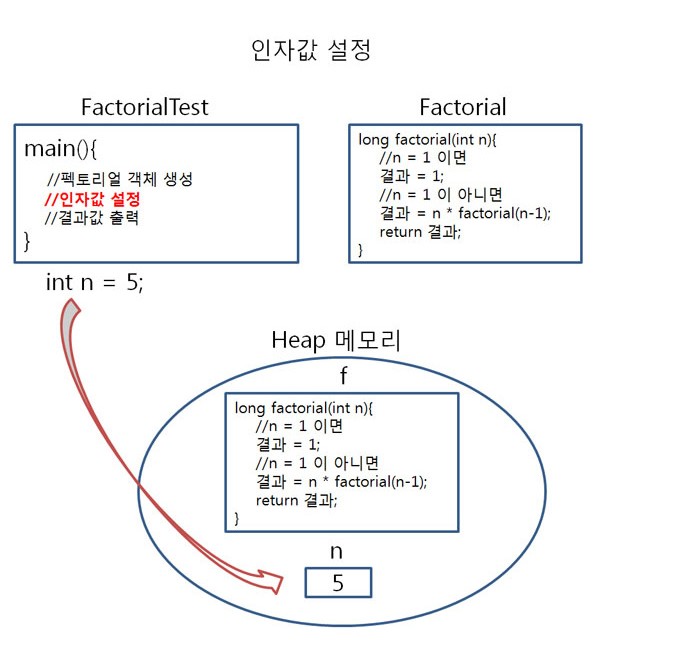 인자값 설정
FactorialTest
main(){
//펙토리얼 객체 생성
//인자값 설정
//결과값 출력
}
int n = 5;
Factorial
long factorial(int n){
//n = 1 이면
결과 = 1;
//n = 1 이 아니면
결과 = n * factorial(n-1);
return 결과;
}
Heap 메모리
f
long factorial(int n){
//n = 1 이면
결과 = 1;
//n = 1 이 아니면
결과 = n * factorial(n-1);
return 결과;
}
n
5